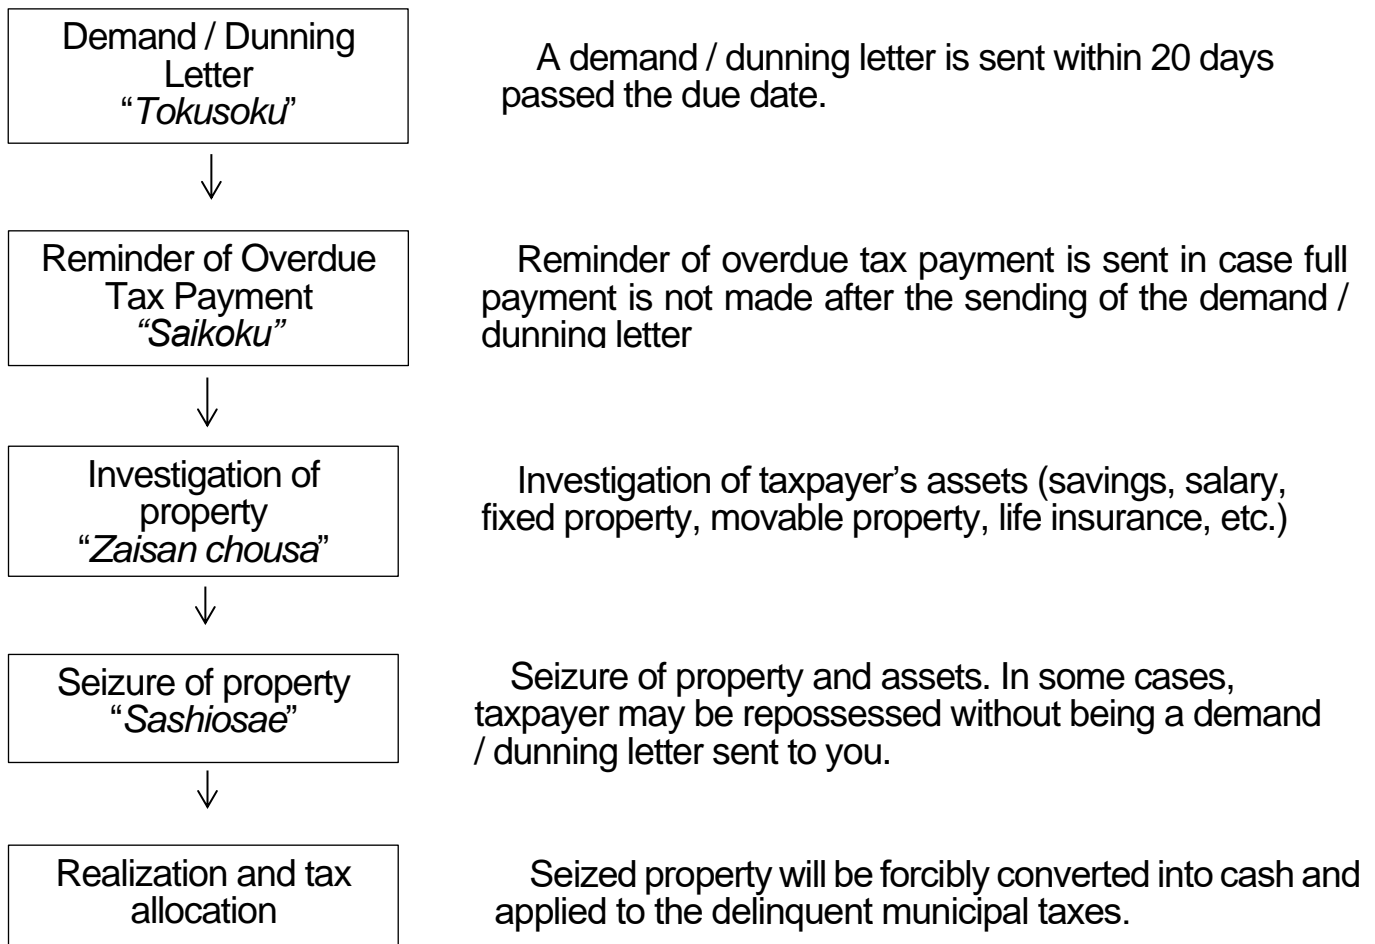 Demand / Dunning
Letter
“Tokusoku”
A demand / dunning letter is sent within 20 days
passed the due date.
Reminder of Overdue
Tax Payment
“Saikoku”
Reminder of overdue tax payment is sent in case full
payment is not made after the sending of the demand /
dunning letter
Investigation of
property
“Zaisan chousa”
Investigation of taxpayer’s assets (savings, salary,
fixed property, movable property, life insurance, etc.)
Seizure of property
“Sashiosae”
Seizure of property and assets. In some cases,
taxpayer may be repossessed without being a demand
/ dunning letter sent to you.
Realization and tax
allocation
Seized property will be forcibly converted into cash and
applied to the delinquent municipal taxes.